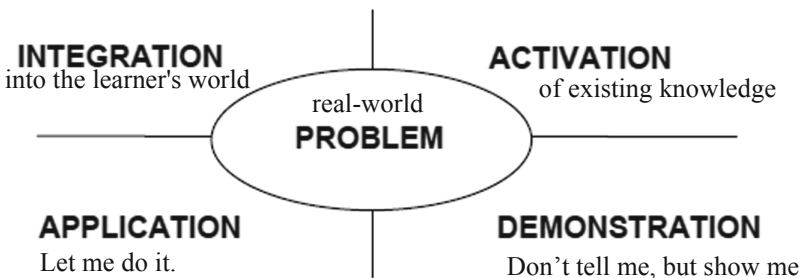 INTEGRATION
into the learner's world
ACTIVATION
of existing knowledge
real-world
PROBLEM
APPLICATION
Let me do it.
DEMONSTRATION
Don’t tell me, but show me